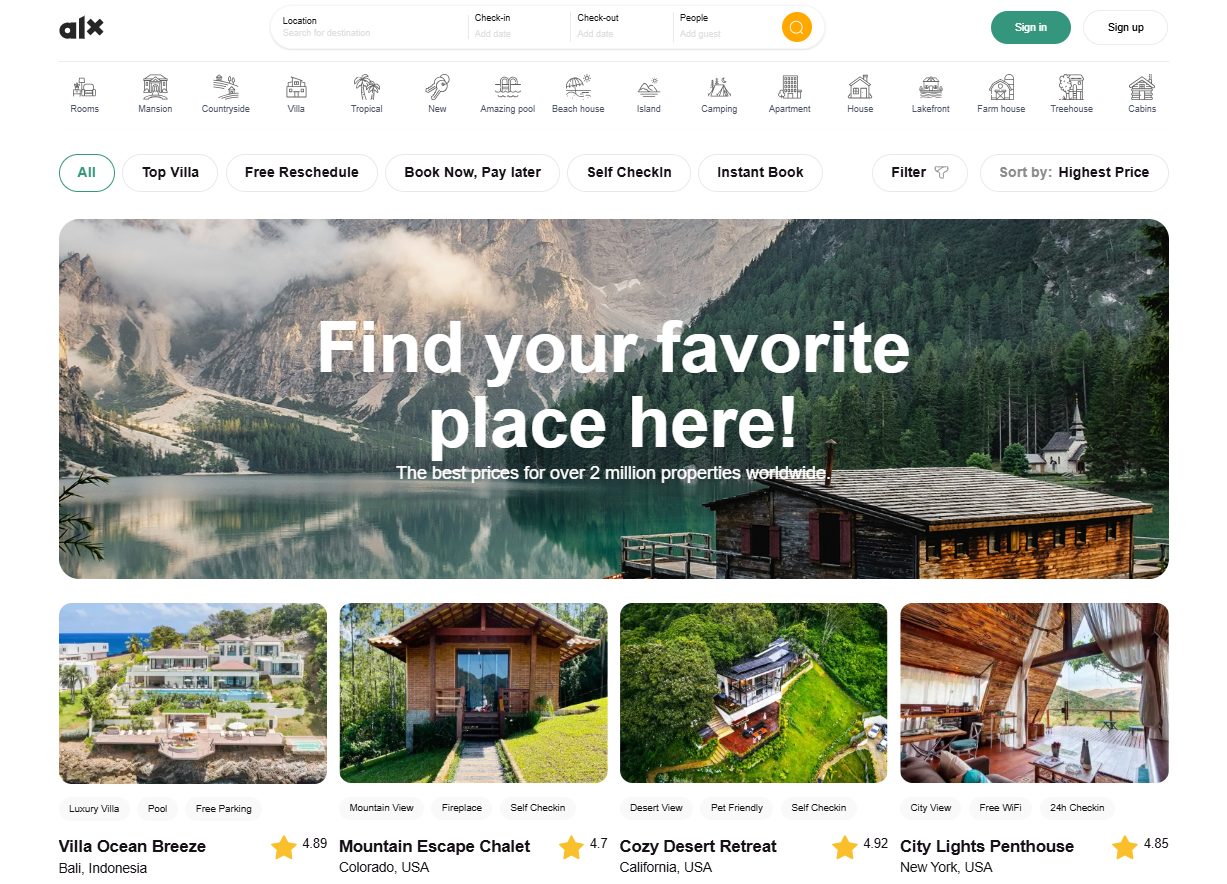 alx
Location
Search for destination
Check-in
Add date
Check-out
Add date
People
Add guest
Sign in
Sign up
Rooms
Mansion
Countryside
Villa
Tropical
New
Amazing pool
Beach house
Island
Camping
Apartment
House
Lakefront
Farm house
Treehouse
Cabins
All
Top Villa
Free Reschedule
Book Now, Pay later
Self CheckIn
Instant Book
Filter
Sort by: Highest Price
Find your favorite
place here!
The best prices for over 2 million properties worldwide.
Luxury Villa
Pool
Free Parking
Villa Ocean Breeze
4.89
Bali, Indonesia
Mountain View
Fireplace
Self Checkin
Mountain Escape Chalet
4.7
Colorado, USA
Desert View
Pet Friendly
Self Checkin
Cozy Desert Retreat
4.92
California, USA
City View
Free WiFi
24h Checkin
City Lights Penthouse
4.85
New York, USA